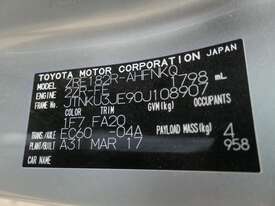 TOYOTA MOTOR CORPORATION JAPAN
MODEL ZRE182R-AHFNKQ
ENGINE 2ZR-FE 1798 mL
FRAME No. JTNKU3JE90J108907
COLOR TRIM GVM(kg) OCCUPANTS
1F7 FA20
TRANS/AXLE EC60 -04A PAYLOAD MASS(kg) 4
PLANT/BUILT A31 MAR 17 958
CAR NAME